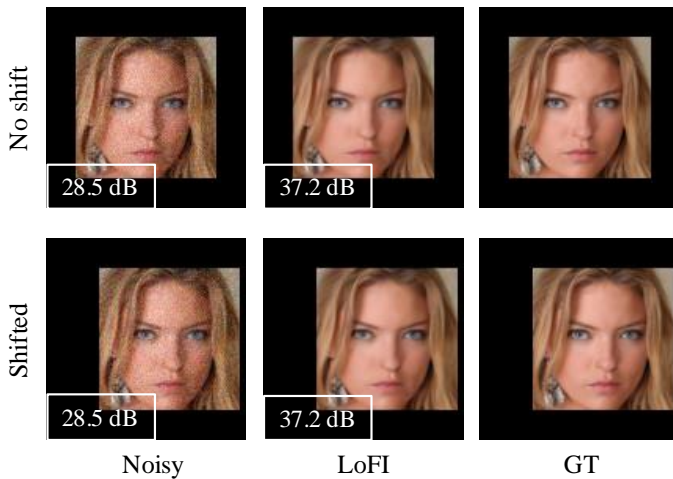 No shift
28.5 dB
37.2 dB
Shifted
28.5 dB
37.2 dB
Noisy
LoFI
GT